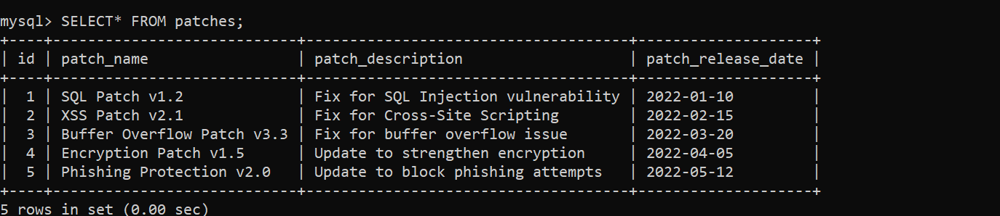 mysql> SELECT* FROM patches;
+----+----------------------------+-------------------------------------+--------------------+
| id | patch_name                 | patch_description                   | patch_release_date |
+----+----------------------------+-------------------------------------+--------------------+
|  1 | SQL Patch v1.2             | Fix for SQL Injection vulnerability | 2022-01-10         |
|  2 | XSS Patch v2.1             | Fix for Cross-Site Scripting        | 2022-02-15         |
|  3 | Buffer Overflow Patch v3.3 | Fix for buffer overflow issue       | 2022-03-20         |
|  4 | Encryption Patch v1.5      | Update to strengthen encryption     | 2022-04-05         |
|  5 | Phishing Protection v2.0   | Update to block phishing attempts   | 2022-05-12         |
+----+----------------------------+-------------------------------------+--------------------+
5 rows in set (0.00 sec)